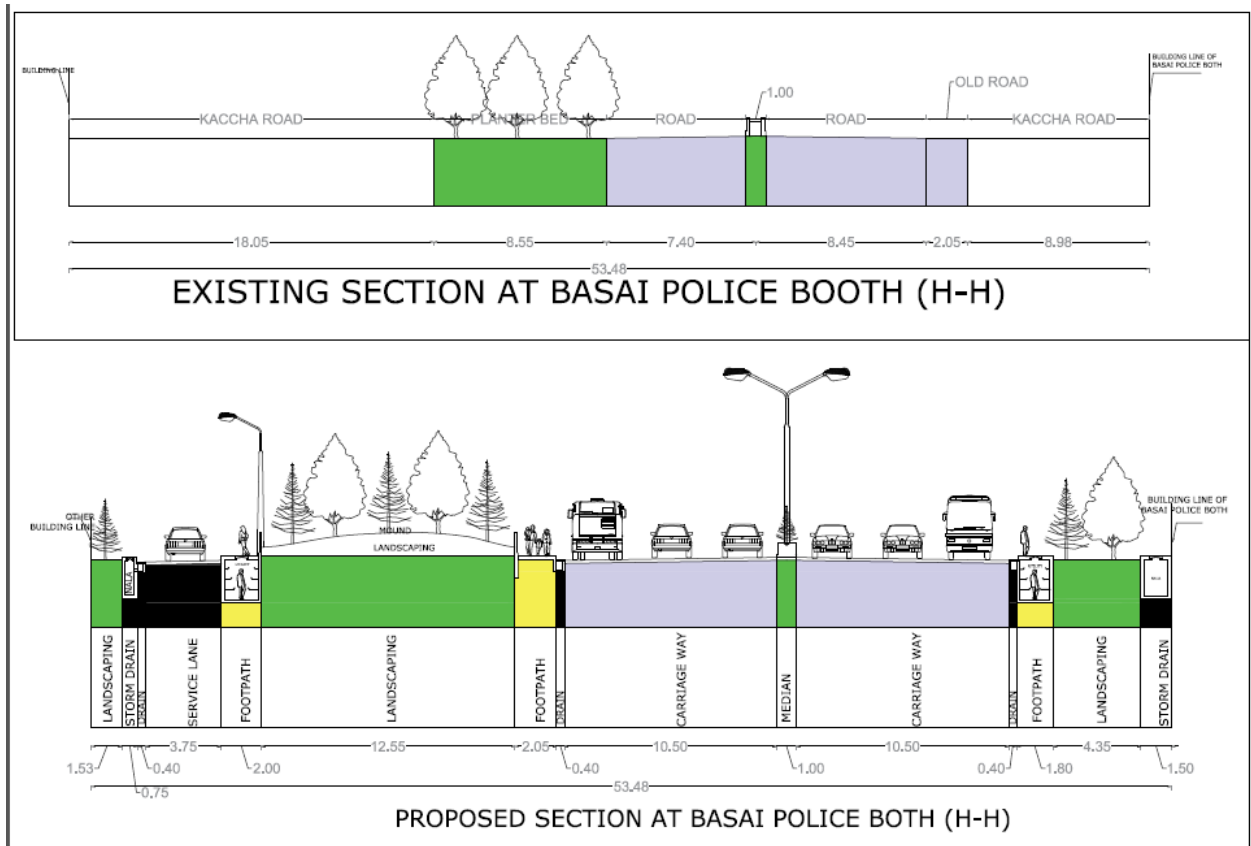 BUILDING LINE
BUILDING LINE OF
BASAI POLICE BOTH
1.00
OLD ROAD
KACCHA ROAD
PLANTER BED
ROAD
ROAD
KACCHA ROAD
18.05
8.55
7.40
8.45
2.05
8.98
53.48
EXISTING SECTION AT BASAI POLICE BOOTH (H-H)
OTHER
BUILDING LINE
BUILDING LINE OF
BASAI POLICE BOTH
MOUND
LANDSCAPING
NALA
LANDSCAPING
STORM DRAIN
DRAIN
SERVICE LANE
FOOTPATH
LANDSCAPING
FOOTPATH
DRAIN
CARRIAGE WAY
MEDIAN
CARRIAGE WAY
DRAIN
FOOTPATH
LANDSCAPING
STORM DRAIN
3.75
12.55
2.05
10.50
10.50
4.35
1.53
0.40
2.00
0.40
1.00
0.40
1.80
1.50
0.75
53.48
PROPOSED SECTION AT BASAI POLICE BOTH (H-H)